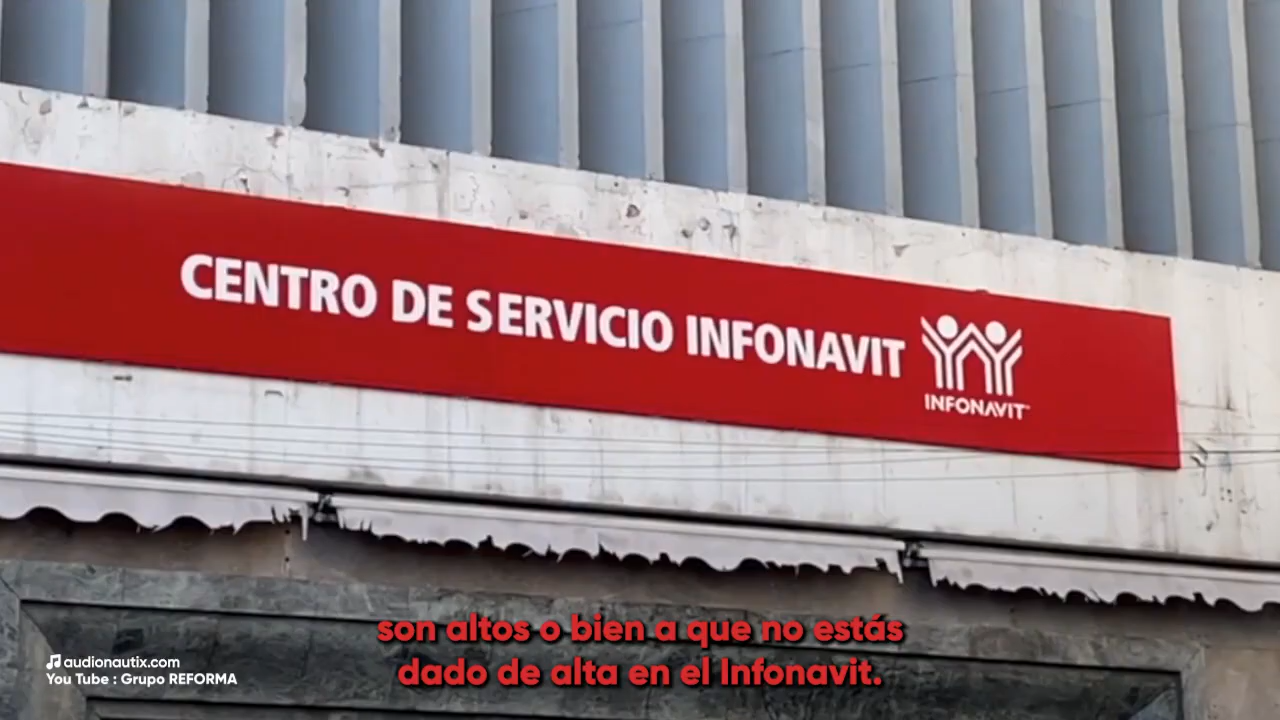 CENTRO DE SERVICIO INFONAVIT
INFONAVIT
son altos o bien a que no estás
dado de alta en el Infonavit.
audionautix.com
You Tube : Grupo REFORMA